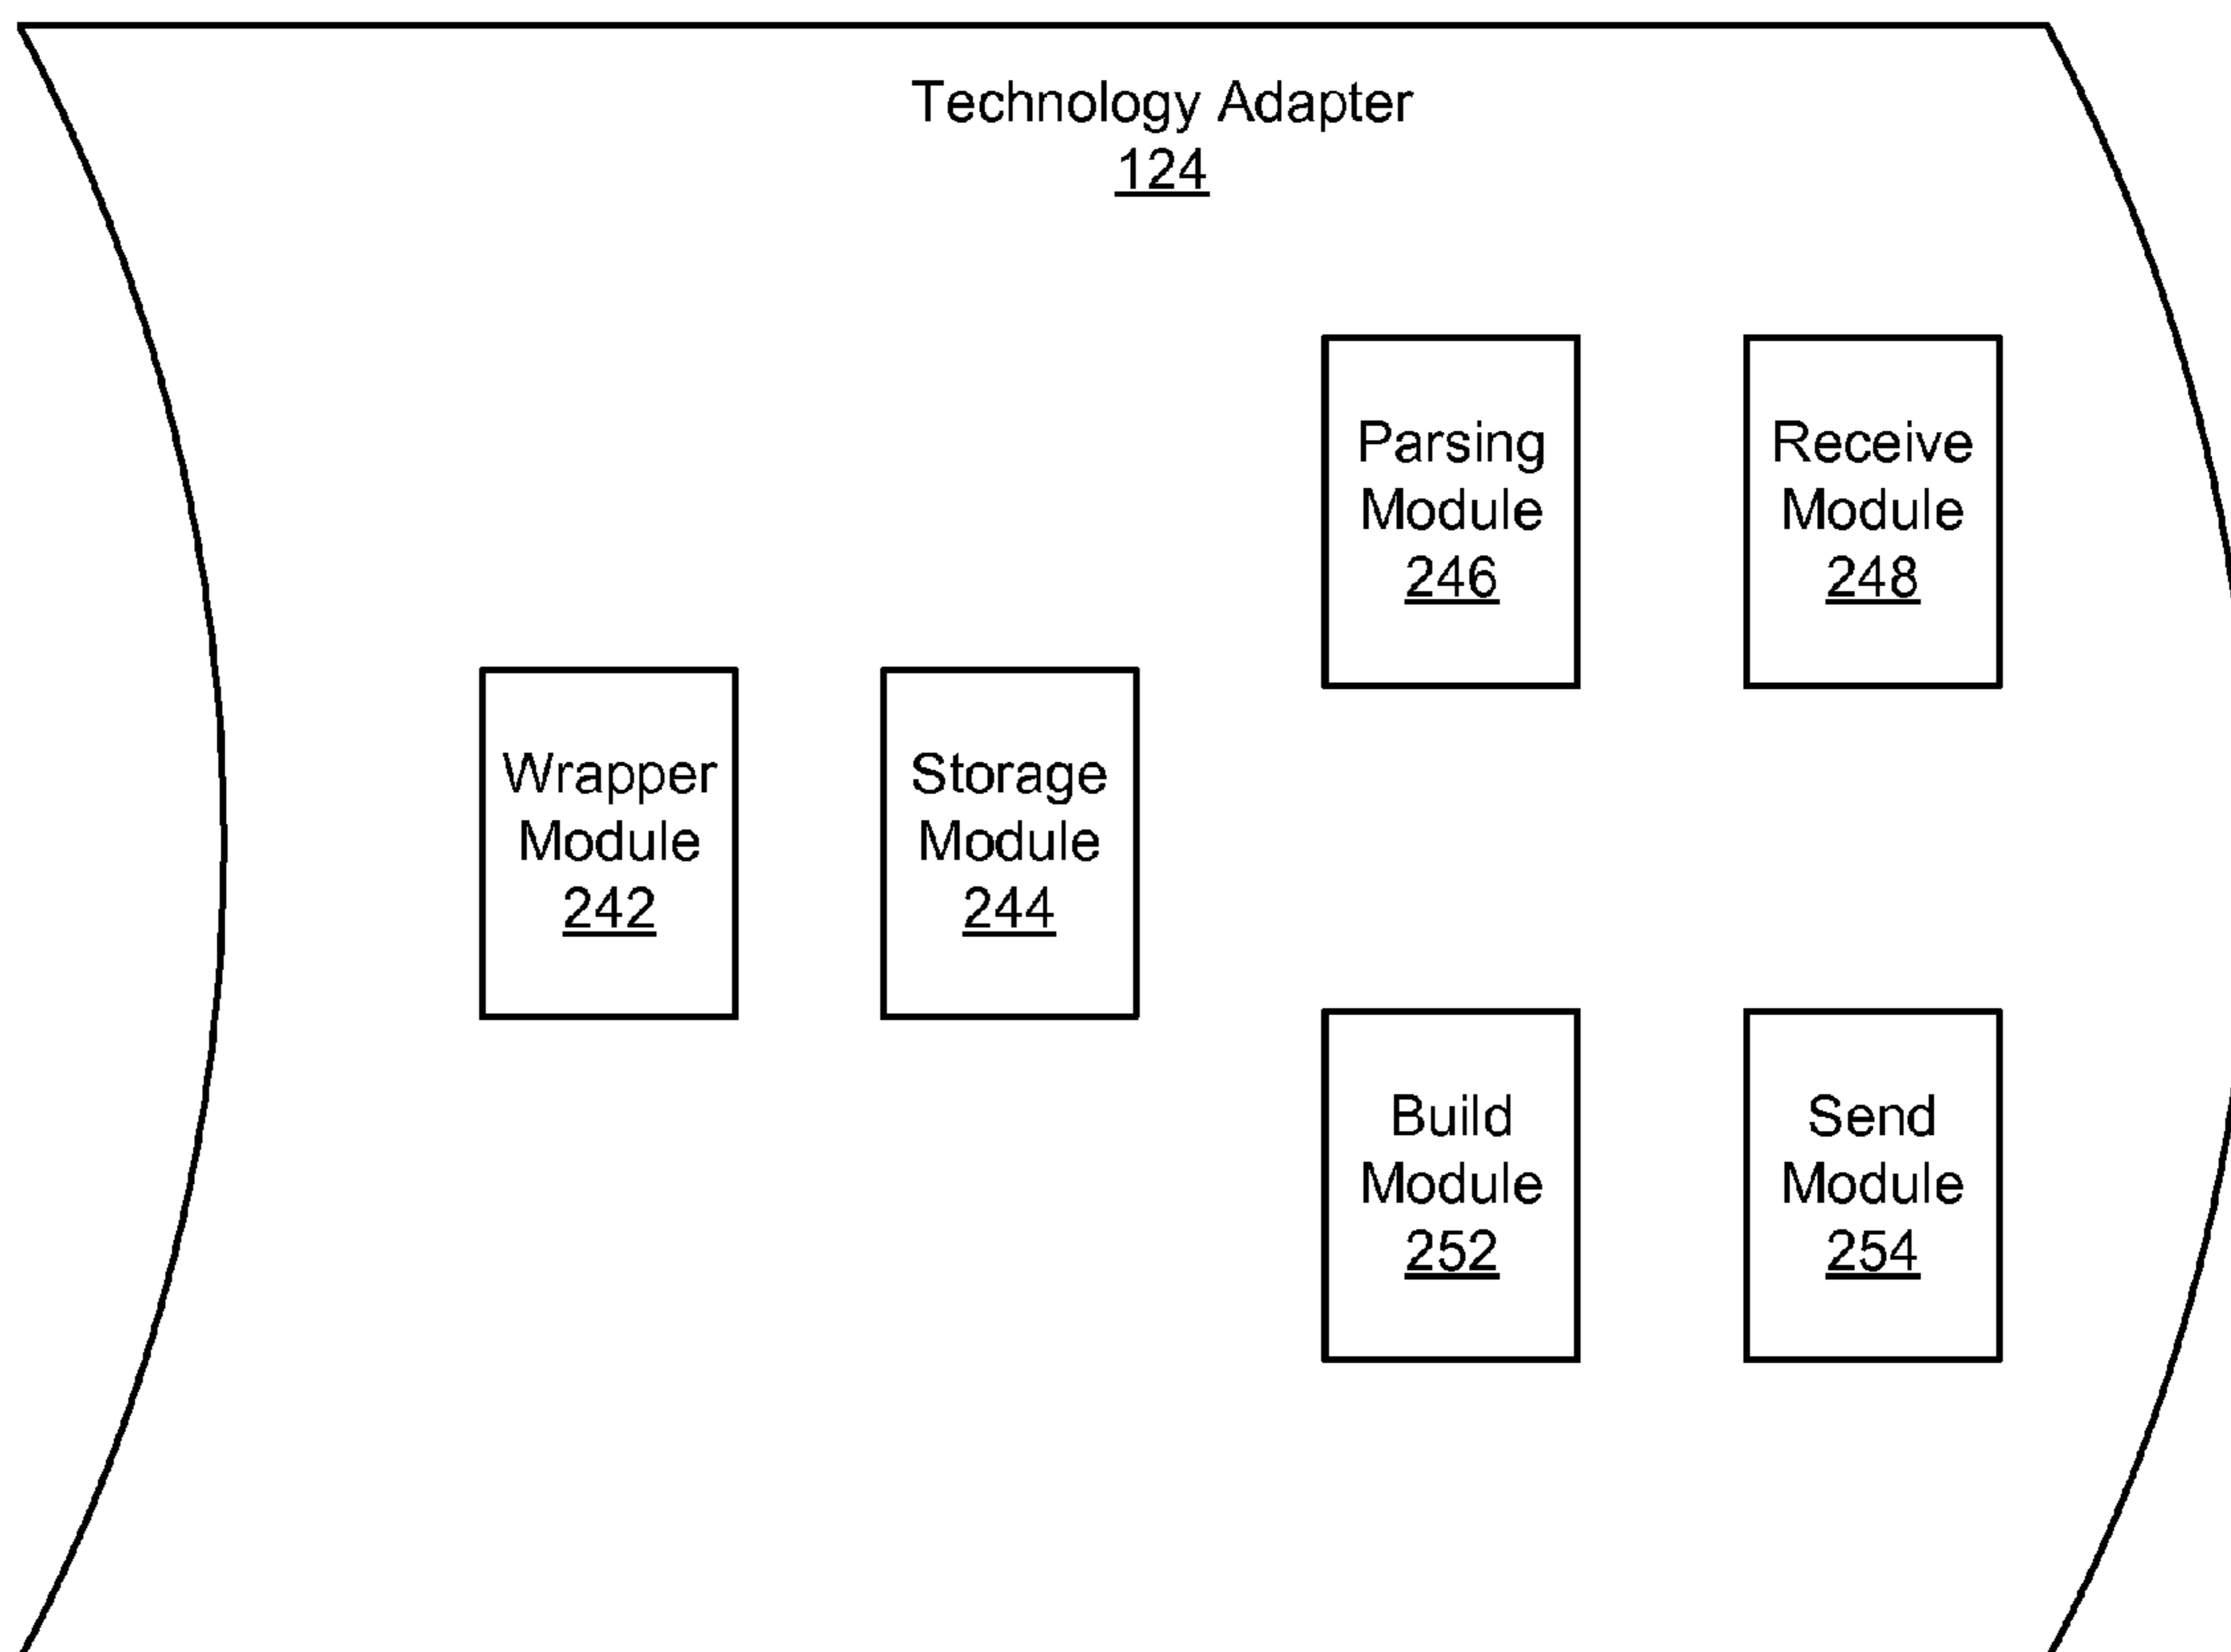 Technology Adapter
124
Parsing
Module
246
Receive
Module
248
Wrapper
Module
242
Storage
Module
244
Build
Module
252
Send
Module
254